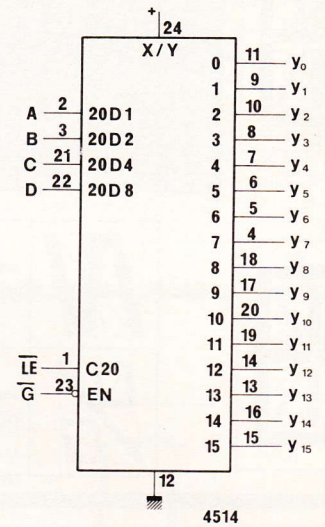 +
24
X/Y
0 11 y₀
1 9 y₁
A 2 20D1 2 10 y₂
B 3 20D2 3 8 y₃
C 21 20D4 4 7 y₄
D 22 20D8 5 6 y₅
6 5 y₆
7 4 y₇
8 18 y₈
9 17 y₉
10 20 y₁₀
11 19 y₁₁
L̅E̅ 1 C20 12 14 y₁₂
G̅ 23 EN 13 13 y₁₃
14 16 y₁₄
15 15 y₁₅
12
4514